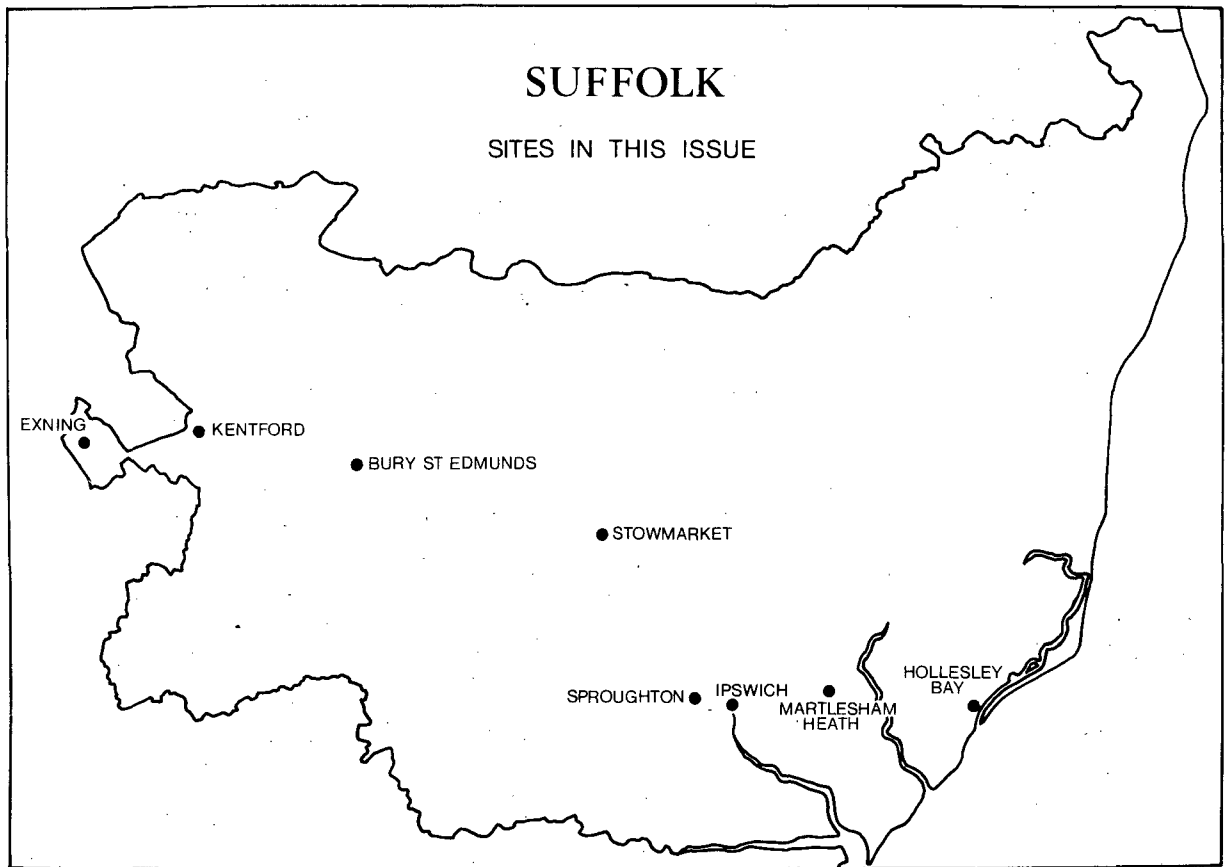 SUFFOLK
SITES IN THIS ISSUE
EXNING
KENTFORD
BURY ST EDMUNDS
STOWMARKET
SPROUGHTON
IPSWICH
MARTLESHAM
HEATH
HOLLESLEY
BAY